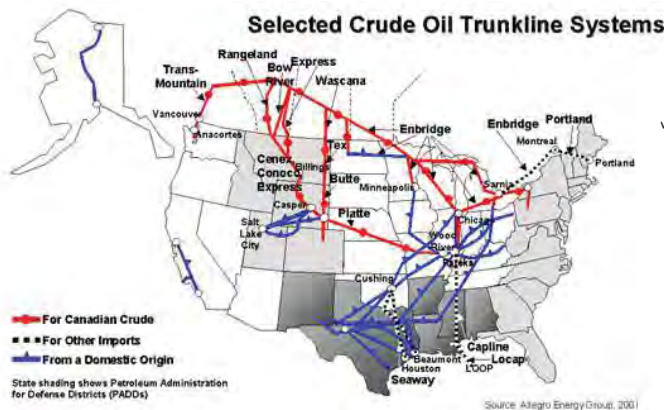 Selected Crude Oil Trunkline Systems
Rangeland
Bow
River
Express
Wascana
Trans-
Mountain
Vancouver
Anacortes
Enbridge
Enbridge
Portland
Montreal
Portland
Cenex
Conoco
Express
Billings
Tex
Butte
Minneapolis
Sarnia
Casper
Platte
Chicago
Salt
Lake
City
Wood
River
Patoka
Cushing
For Canadian Crude
For Other Imports
From a Domestic Origin
Capline
Locap
LOOP
Beaumont
Houston
Seaway
State shading shows Petroleum Administration
for Defense Districts (PADDs)
Source: Allegro Energy Group, 2001